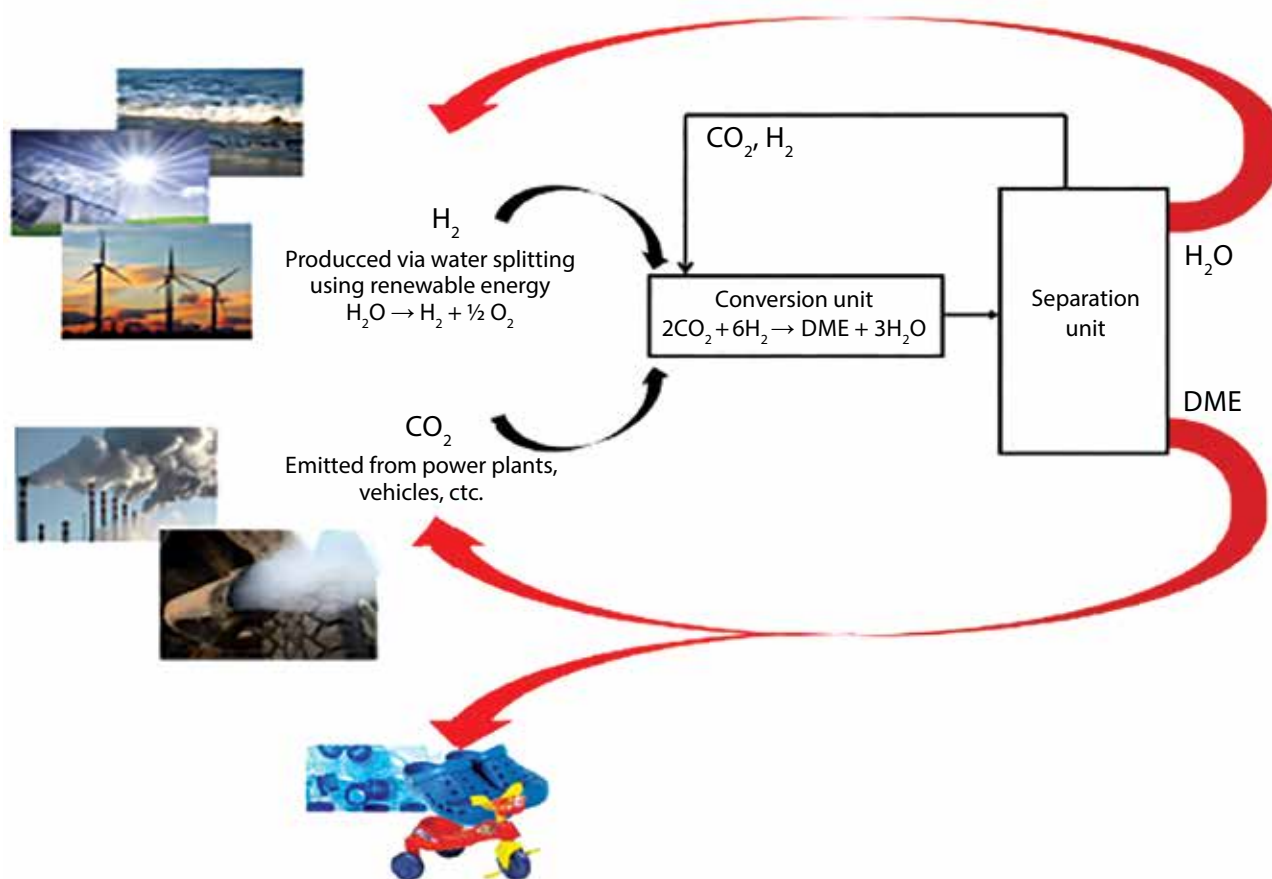 CO₂, H₂
H₂
Producced via water splitting
using renewable energy
H₂O → H₂ + ½ O₂
Conversion unit
2CO₂ + 6H₂ → DME + 3H₂O
Separation
unit
H₂O
DME
CO₂
Emitted from power plants,
vehicles, ctc.